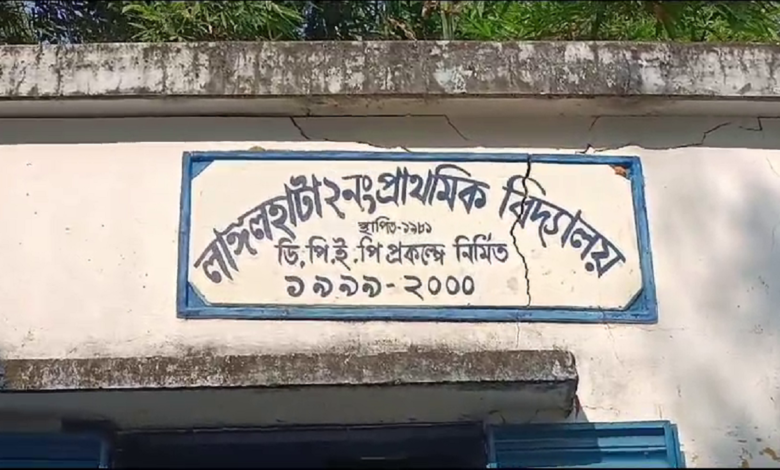 লাঙ্গলহাটা ২নং প্রাথমিক বিদ্যালয়
স্থাপিত-১৯৮১
ডি.পি.ই.পি প্রকল্পে নির্মিত
১৯৯৯-২০০০